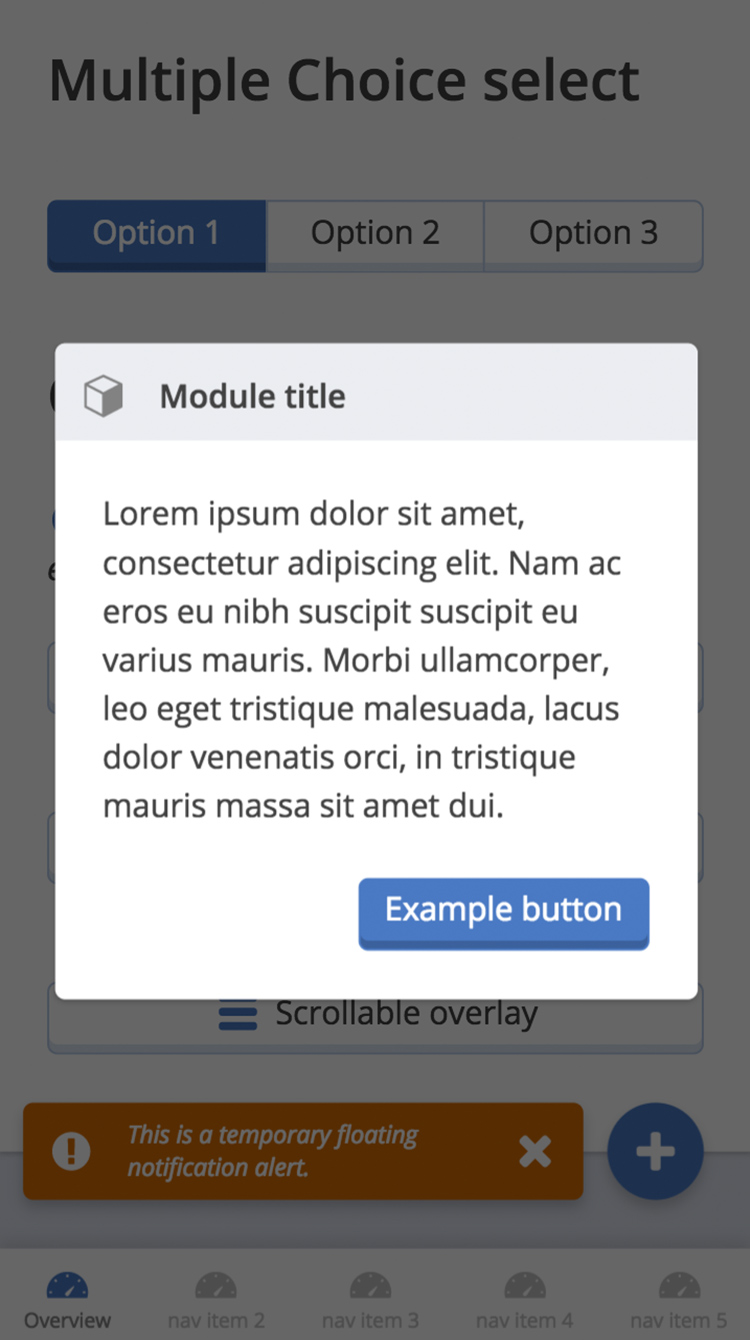 Multiple Choice select
Option 1 Option 2 Option 3
Module title
Lorem ipsum dolor sit amet,
consectetur adipiscing elit. Nam ac
eros eu nibh suscipit suscipit eu
varius mauris. Morbi ullamcorper,
leo eget tristique malesuada, lacus
dolor venenatis orci, in tristique
mauris massa sit amet dui.
Example button
Scrollable overlay
This is a temporary floating
notification alert.
Overview nav item 2 nav item 3 nav item 4 nav item 5